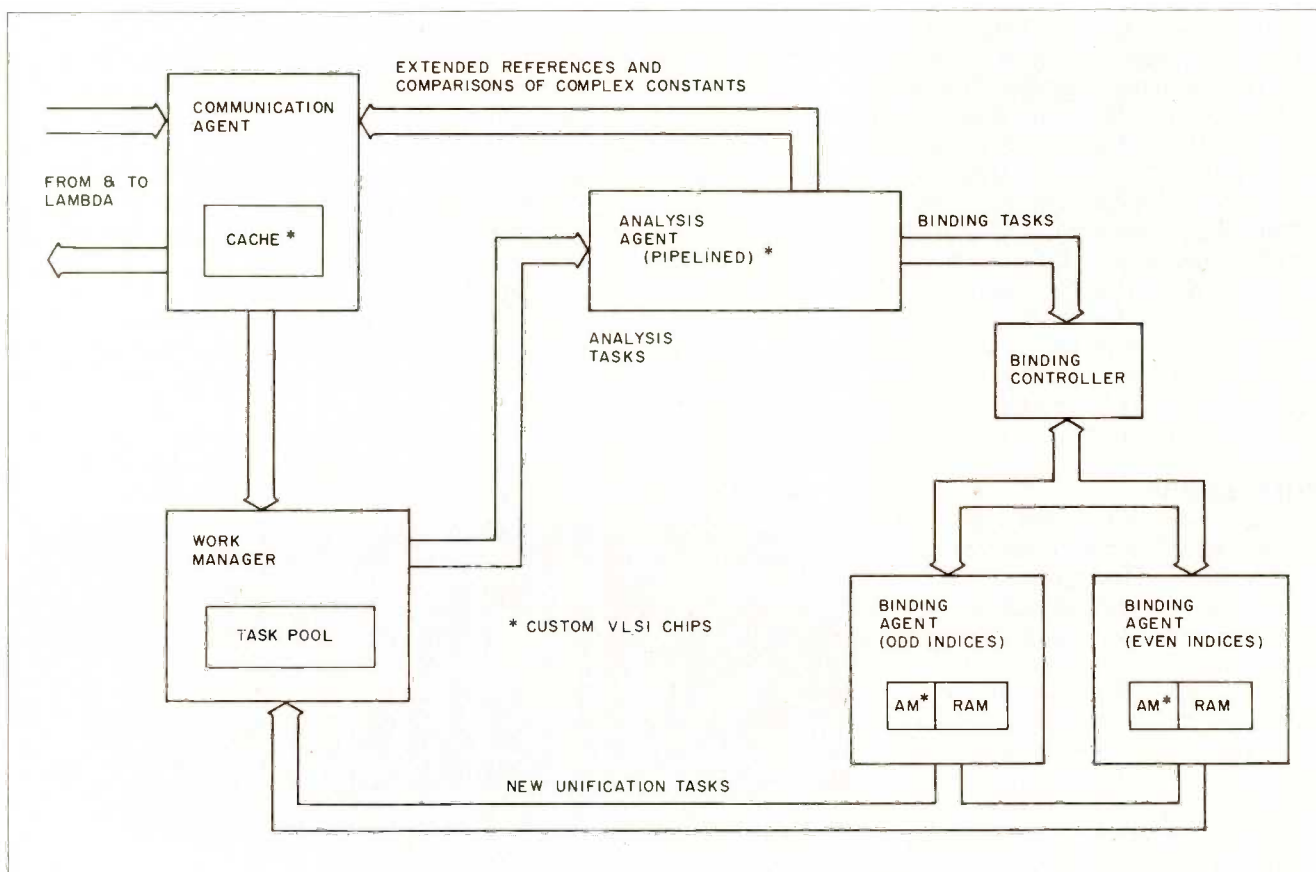 EXTENDED REFERENCES AND
COMPARISONS OF COMPLEX CONSTANTS
COMMUNICATION
AGENT
FROM & TO
LAMBDA
CACHE *
ANALYSIS
AGENT
(PIPELINED) *
BINDING TASKS
ANALYSIS
TASKS
BINDING
CONTROLLER
WORK
MANAGER
TASK POOL
* CUSTOM VLSI CHIPS
BINDING
AGENT
(ODD INDICES)
AM*
RAM
BINDING
AGENT
(EVEN INDICES)
AM*
RAM
NEW UNIFICATION TASKS